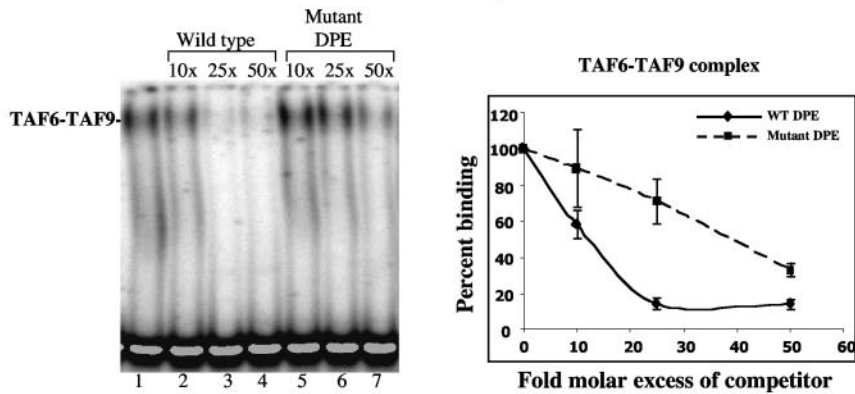 Mutant
Wild type DPE
10x 25x 50x 10x 25x 50x
TAF6-TAF9-
1 2 3 4 5 6 7
TAF6-TAF9 complex
WT DPE
Mutant DPE
Percent binding
120
100
80
60
40
20
0
0 10 20 30 40 50 60
Fold molar excess of competitor